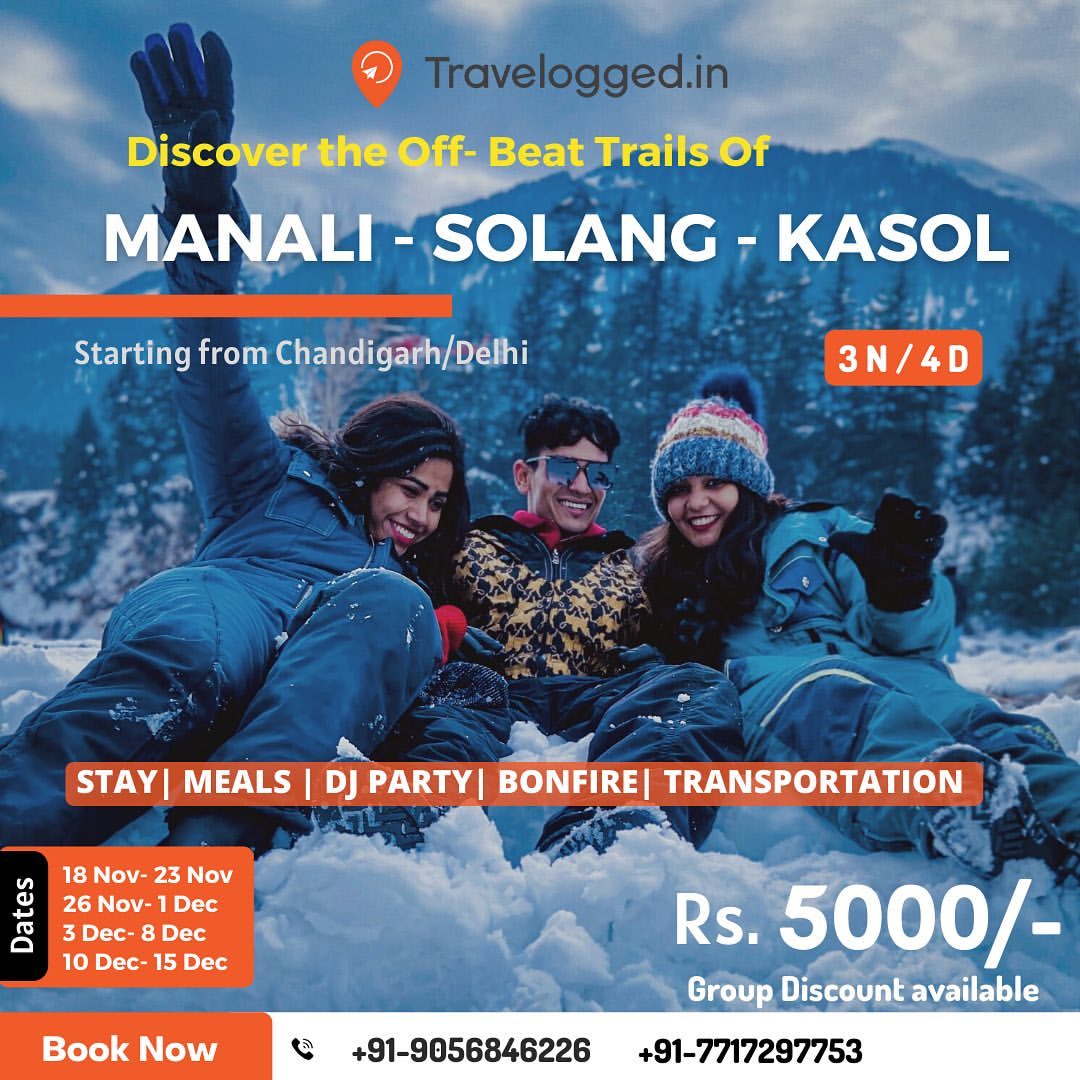 Travelogged.in
Discover the Off- Beat Trails Of
MANALI - SOLANG - KASOL
Starting from Chandigarh/Delhi
3 N / 4 D
STAY| MEALS | DJ PARTY| BONFIRE| TRANSPORTATION
Dates
18 Nov- 23 Nov
26 Nov- 1 Dec
3 Dec- 8 Dec
10 Dec- 15 Dec
Rs. 5000/-
Group Discount available
Book Now
+91-9056846226
+91-7717297753